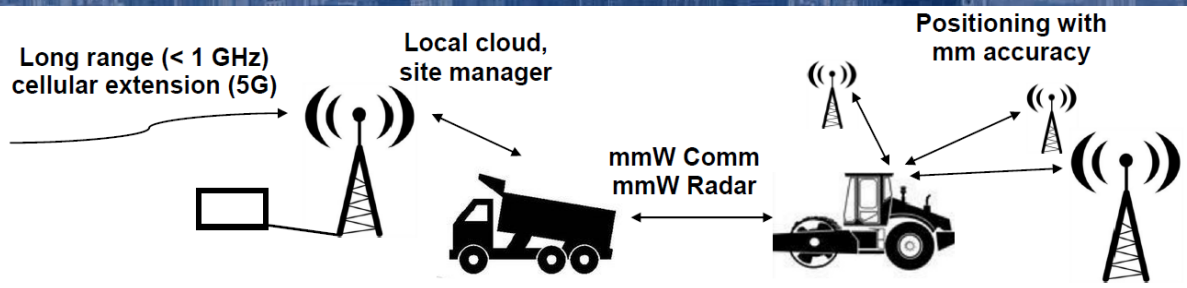 Long range (< 1 GHz)
cellular extension (5G)
Local cloud,
site manager
mmW Comm
mmW Radar
Positioning with
mm accuracy